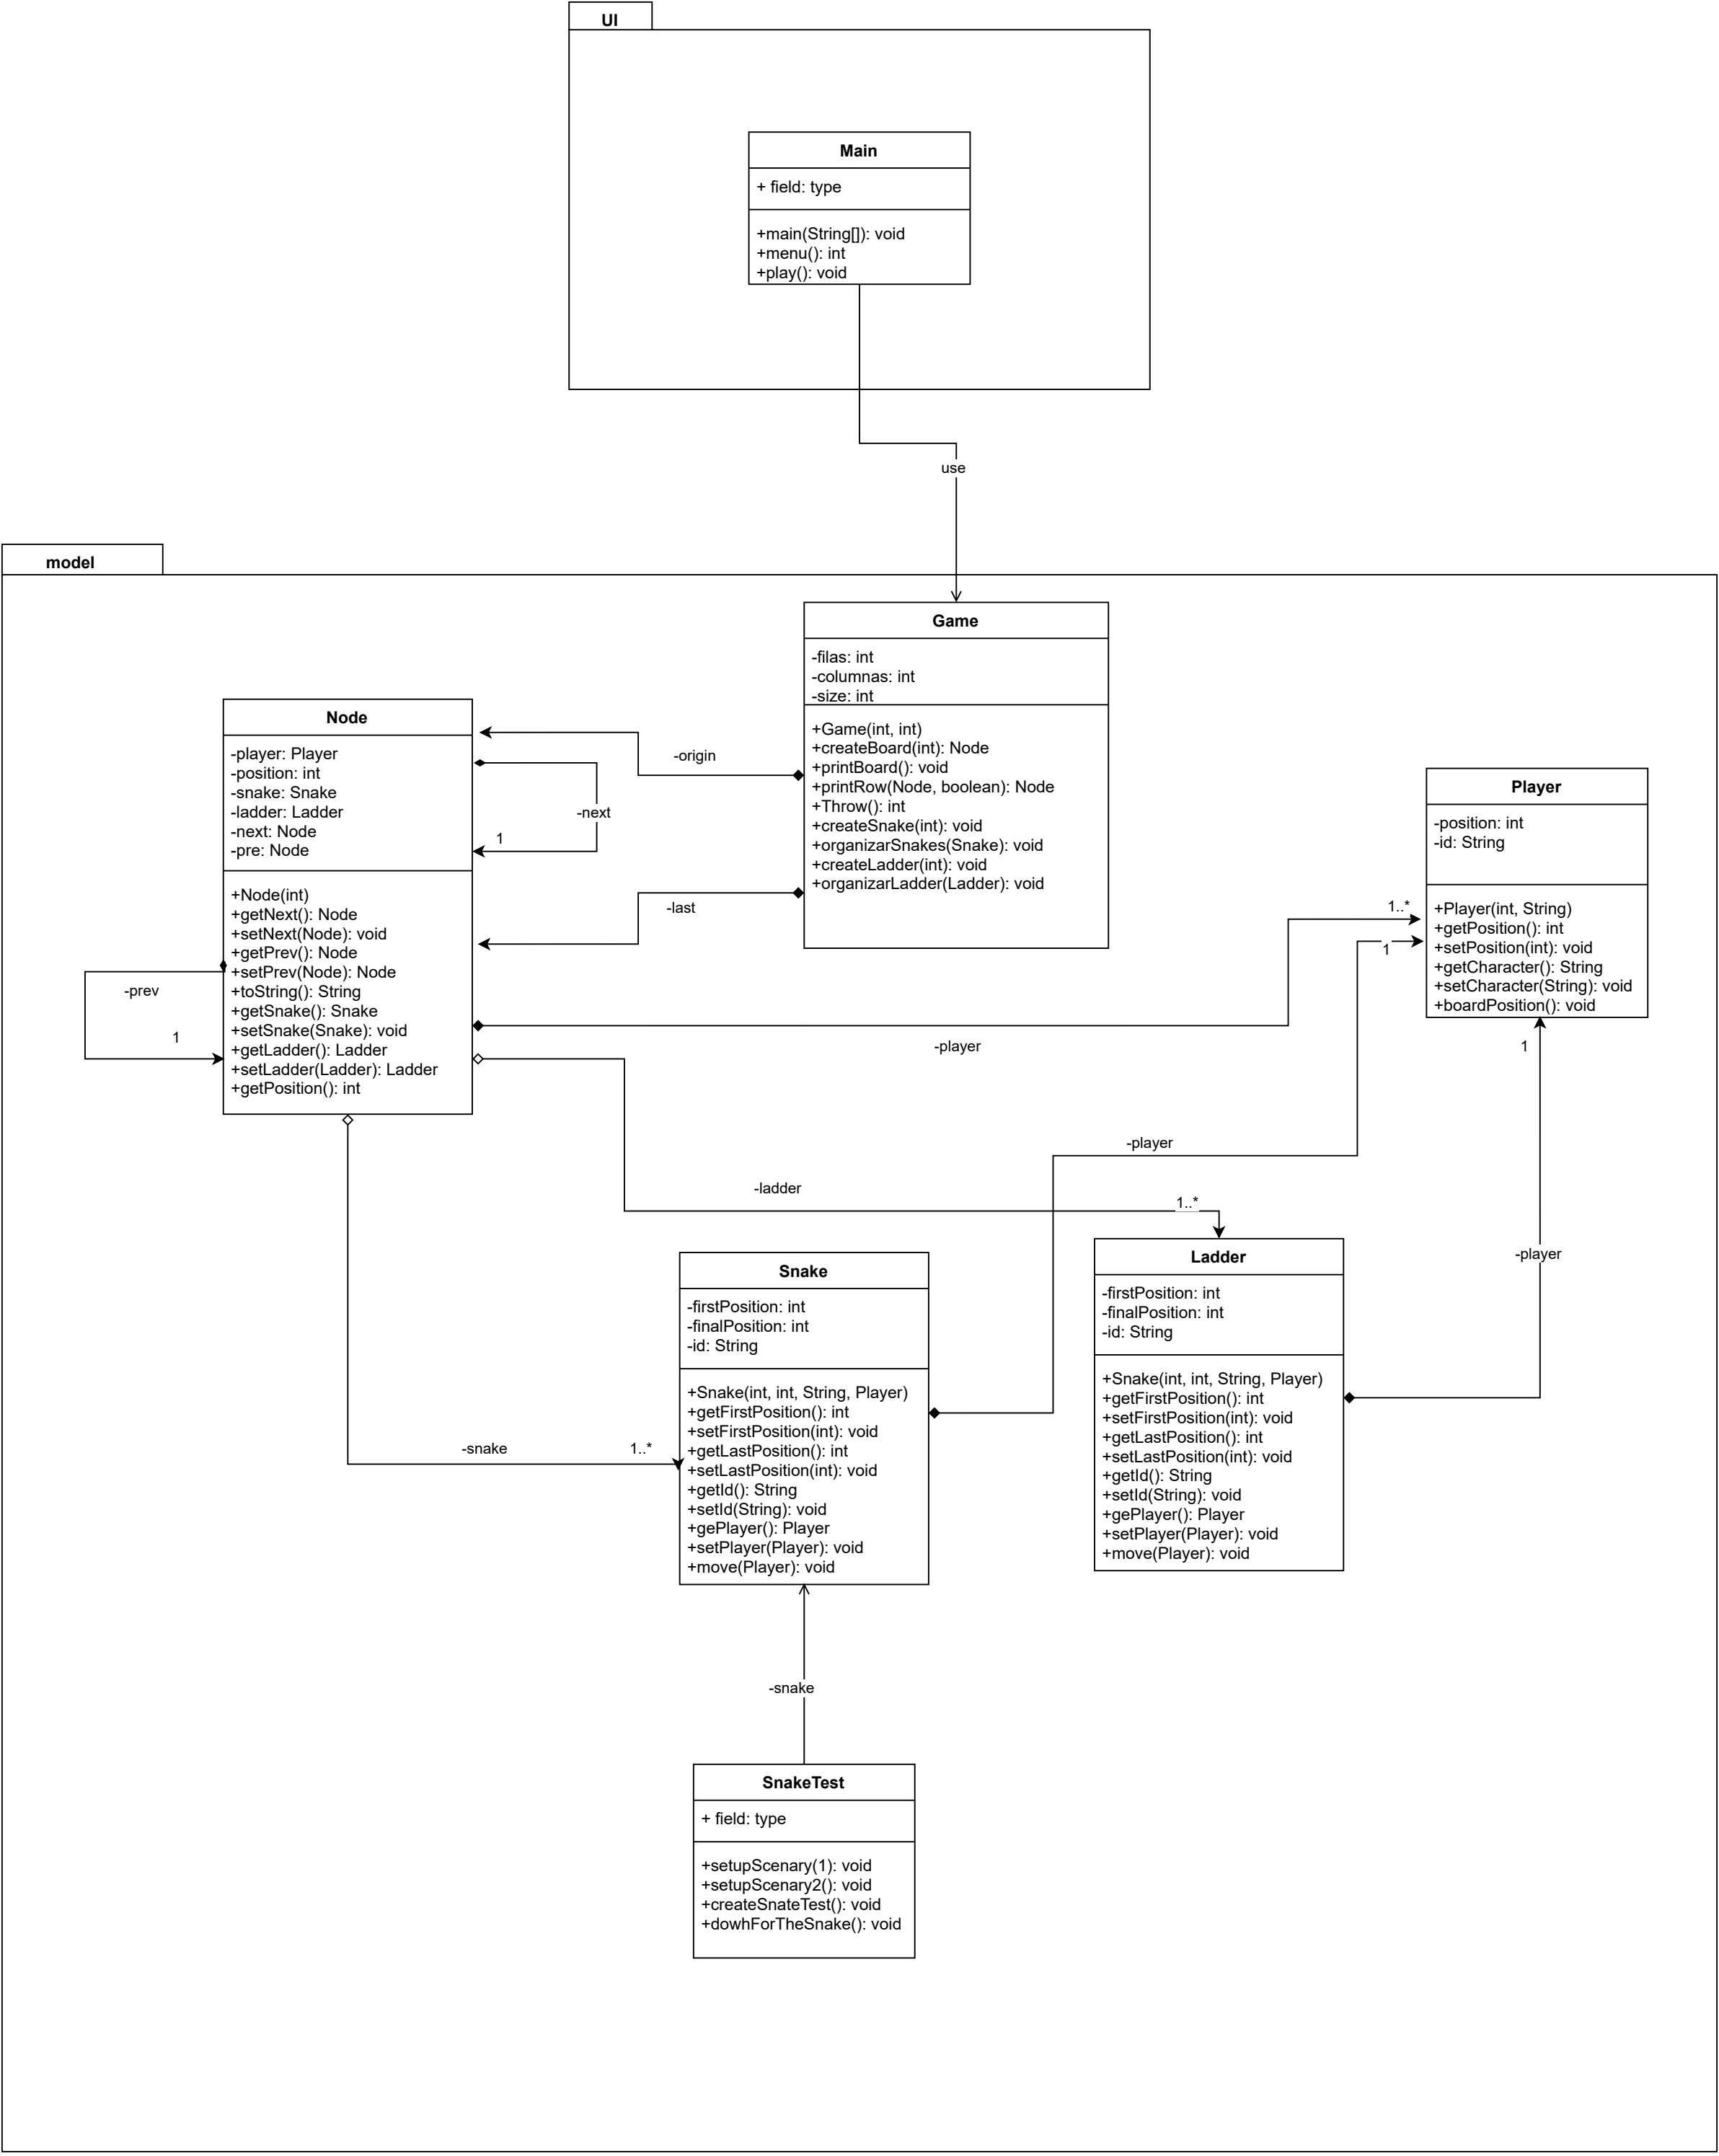 UI
Main
+ field: type
+main(String[]): void
+menu(): int
+play(): void
use
model
Game
-filas: int
-columnas: int
-size: int
+Game(int, int)
+createBoard(int): Node
+printBoard(): void
+printRow(Node, boolean): Node
+Throw(): int
+createSnake(int): void
+organizarSnakes(Snake): void
+createLadder(int): void
+organizarLadder(Ladder): void
Node
-player: Player
-position: int
-snake: Snake
-ladder: Ladder
-next: Node
-pre: Node
+Node(int)
+getNext(): Node
+setNext(Node): void
+getPrev(): Node
+setPrev(Node): Node
+toString(): String
+getSnake(): Snake
+setSnake(Snake): void
+getLadder(): Ladder
+setLadder(Ladder): Ladder
+getPosition(): int
-origin
-next
1
-last
-prev
1
Player
-position: int
-id: String
+Player(int, String)
+getPosition(): int
+setPosition(int): void
+getCharacter(): String
+setCharacter(String): void
+boardPosition(): void
1..*
1
-player
1
-player
-ladder
1..*
-player
Snake
-firstPosition: int
-finalPosition: int
-id: String
+Snake(int, int, String, Player)
+getFirstPosition(): int
+setFirstPosition(int): void
+getLastPosition(): int
+setLastPosition(int): void
+getId(): String
+setId(String): void
+gePlayer(): Player
+setPlayer(Player): void
+move(Player): void
Ladder
-firstPosition: int
-finalPosition: int
-id: String
+Snake(int, int, String, Player)
+getFirstPosition(): int
+setFirstPosition(int): void
+getLastPosition(): int
+setLastPosition(int): void
+getId(): String
+setId(String): void
+gePlayer(): Player
+setPlayer(Player): void
+move(Player): void
-snake
1..*
-snake
SnakeTest
+ field: type
+setupScenary(1): void
+setupScenary2(): void
+createSnateTest(): void
+dowhForTheSnake(): void